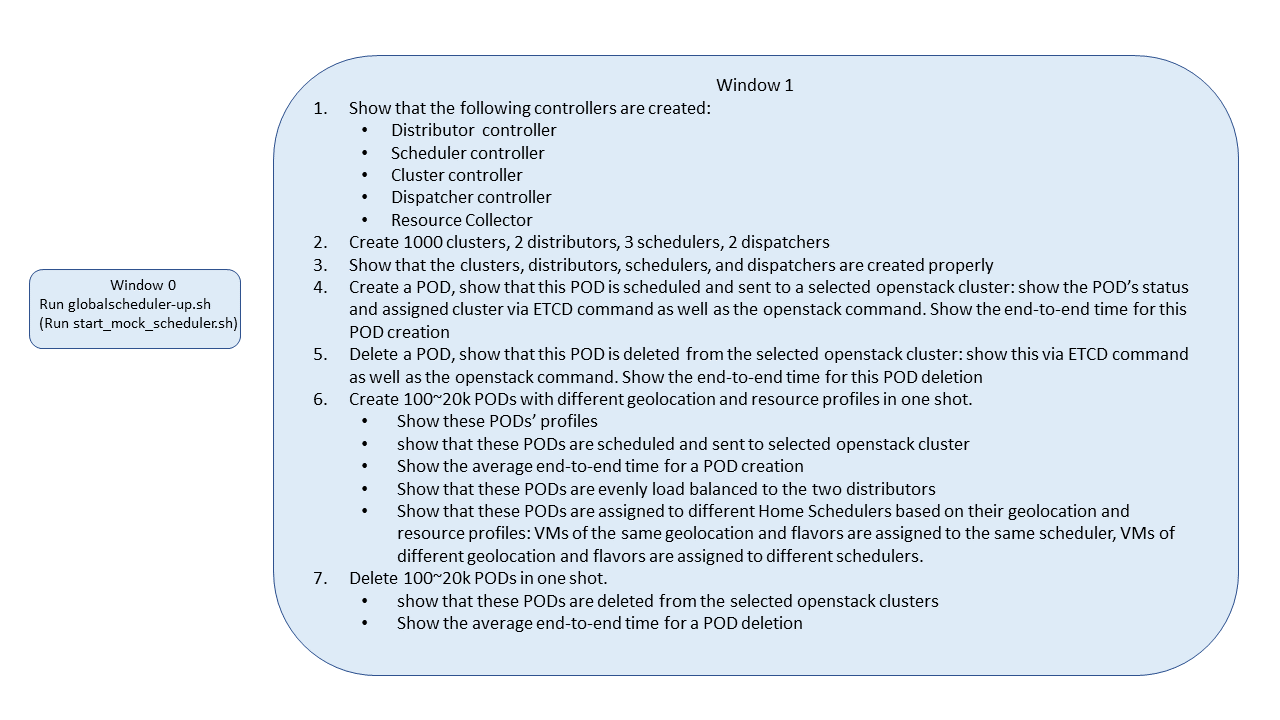 Window 0
Run globalscheduler-up.sh
(Run start_mock_scheduler.sh)
Window 1
1. Show that the following controllers are created:
• Distributor controller
• Scheduler controller
• Cluster controller
• Dispatcher controller
• Resource Collector
2. Create 1000 clusters, 2 distributors, 3 schedulers, 2 dispatchers
3. Show that the clusters, distributors, schedulers, and dispatchers are created properly
4. Create a POD, show that this POD is scheduled and sent to a selected openstack cluster: show the POD’s status
and assigned cluster via ETCD command as well as the openstack command. Show the end-to-end time for this
POD creation
5. Delete a POD, show that this POD is deleted from the selected openstack cluster: show this via ETCD command
as well as the openstack command. Show the end-to-end time for this POD deletion
6. Create 100~20k PODs with different geolocation and resource profiles in one shot.
• Show these PODs’ profiles
• show that these PODs are scheduled and sent to selected openstack cluster
• Show the average end-to-end time for a POD creation
• Show that these PODs are evenly load balanced to the two distributors
• Show that these PODs are assigned to different Home Schedulers based on their geolocation and
resource profiles: VMs of the same geolocation and flavors are assigned to the same scheduler, VMs of
different geolocation and flavors are assigned to different schedulers.
7. Delete 100~20k PODs in one shot.
• show that these PODs are deleted from the selected openstack clusters
• Show the average end-to-end time for a POD deletion